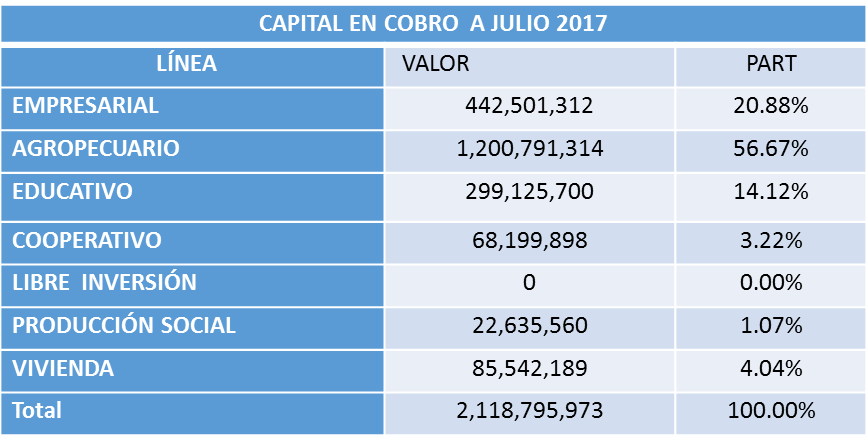 CAPITAL EN COBRO A JULIO 2017
LÍNEA VALOR PART
EMPRESARIAL 442,501,312 20.88%
AGROPECUARIO 1,200,791,314 56.67%
EDUCATIVO 299,125,700 14.12%
COOPERATIVO 68,199,898 3.22%
LIBRE INVERSIÓN 0 0.00%
PRODUCCIÓN SOCIAL 22,635,560 1.07%
VIVIENDA 85,542,189 4.04%
Total 2,118,795,973 100.00%